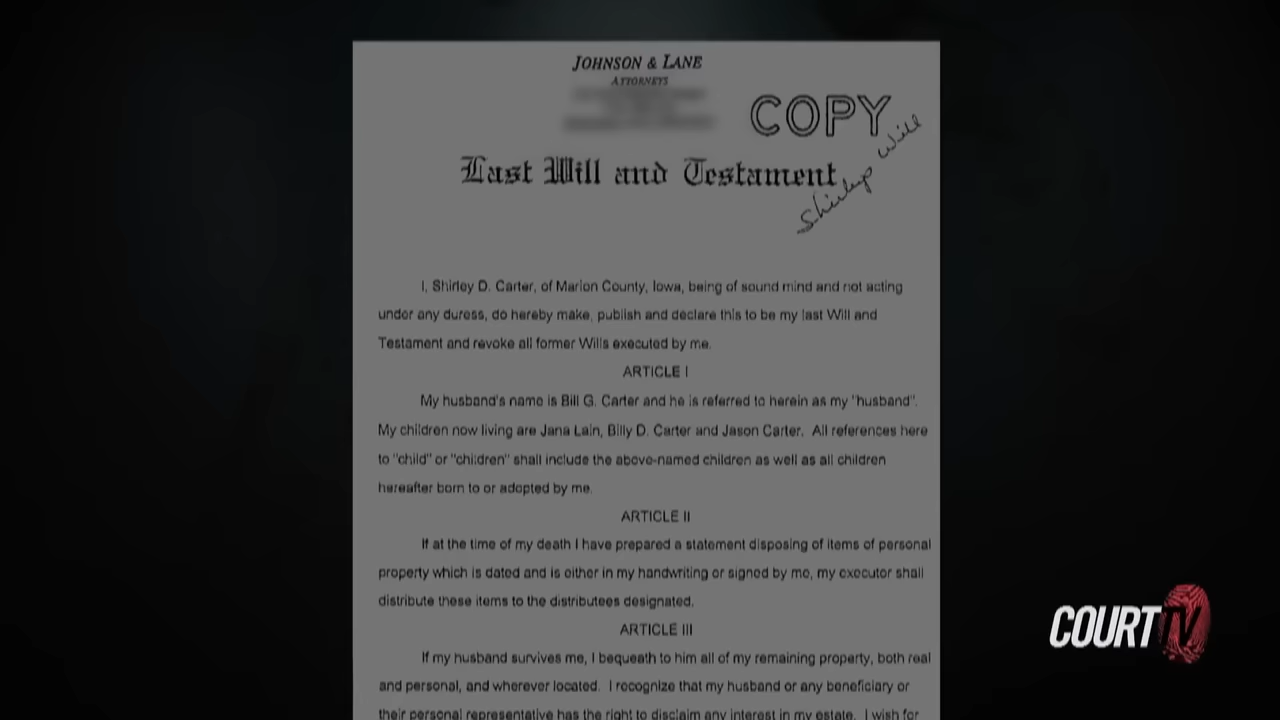 JOHNSON & LANE
ATTORNEYS
COPY
Shirleys Will
Last Will and Testament
I, Shirley D. Carter, of Marion County, Iowa, being of sound mind and not acting
under any duress, do hereby make, publish and declare this to be my last Will and
Testament and revoke all former Wills executed by me.
ARTICLE I
My husband's name is Bill G. Carter and he is referred to herein as my "husband".
My children now living are Jana Lain, Billy D. Carter and Jason Carter. All references here
to "child" or "children" shall include the above-named children as well as all children
hereafter born to or adopted by me.
ARTICLE II
If at the time of my death I have prepared a statement disposing of items of personal
property which is dated and is either in my handwriting or signed by me, my executor shall
distribute these items to the distributees designated.
ARTICLE III
If my husband survives me, I bequeath to him all of my remaining property, both real
and personal, and wherever located. I recognize that my husband or any beneficiary or
their personal representative has the right to disclaim any interest in my estate. I wish for
COURT TV